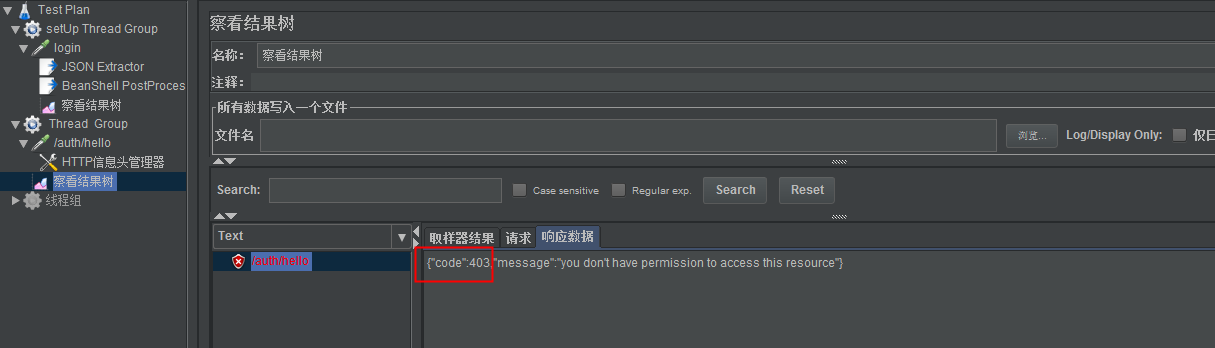 Test Plan
setUp Thread Group
login
JSON Extractor
BeanShell PostProces
察看结果树
Thread Group
/auth/hello
HTTP信息头管理器
察看结果树
线程组
察看结果树
名称： 察看结果树
注释：
所有数据写入一个文件
文件名 浏览... Log/Display Only: 仅日
Search: Case sensitive Regular exp. Search Reset
Text
取样器结果 请求 响应数据
/auth/hello
{"code":403,"message":"you don't have permission to access this resource"}